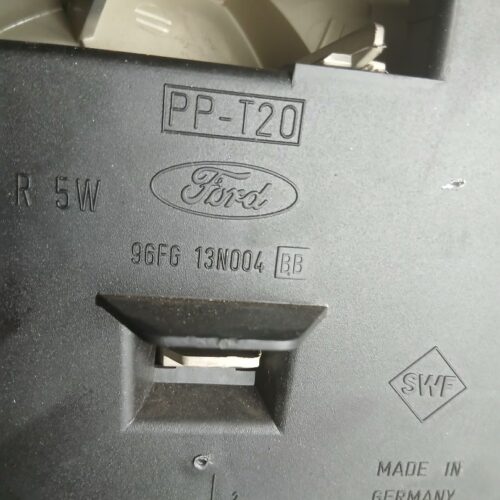 PP-T20
R 5W
Ford
96FG 13N004 BB
SWF
MADE IN
GERMANY